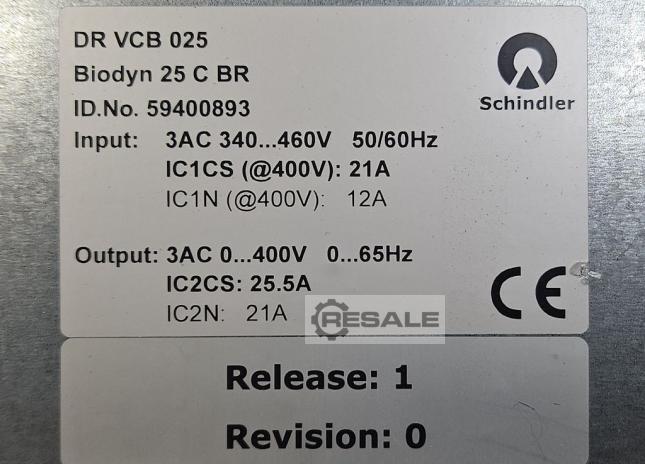 DR VCB 025
Biodyn 25 C BR
ID.No. 59400893
Schindler
Input: 3AC 340...460V 50/60Hz
IC1CS (@400V): 21A
IC1N (@400V): 12A
Output: 3AC 0...400V 0...65Hz
IC2CS: 25.5A
IC2N: 21A
CE
RESALE
Release: 1
Revision: 0